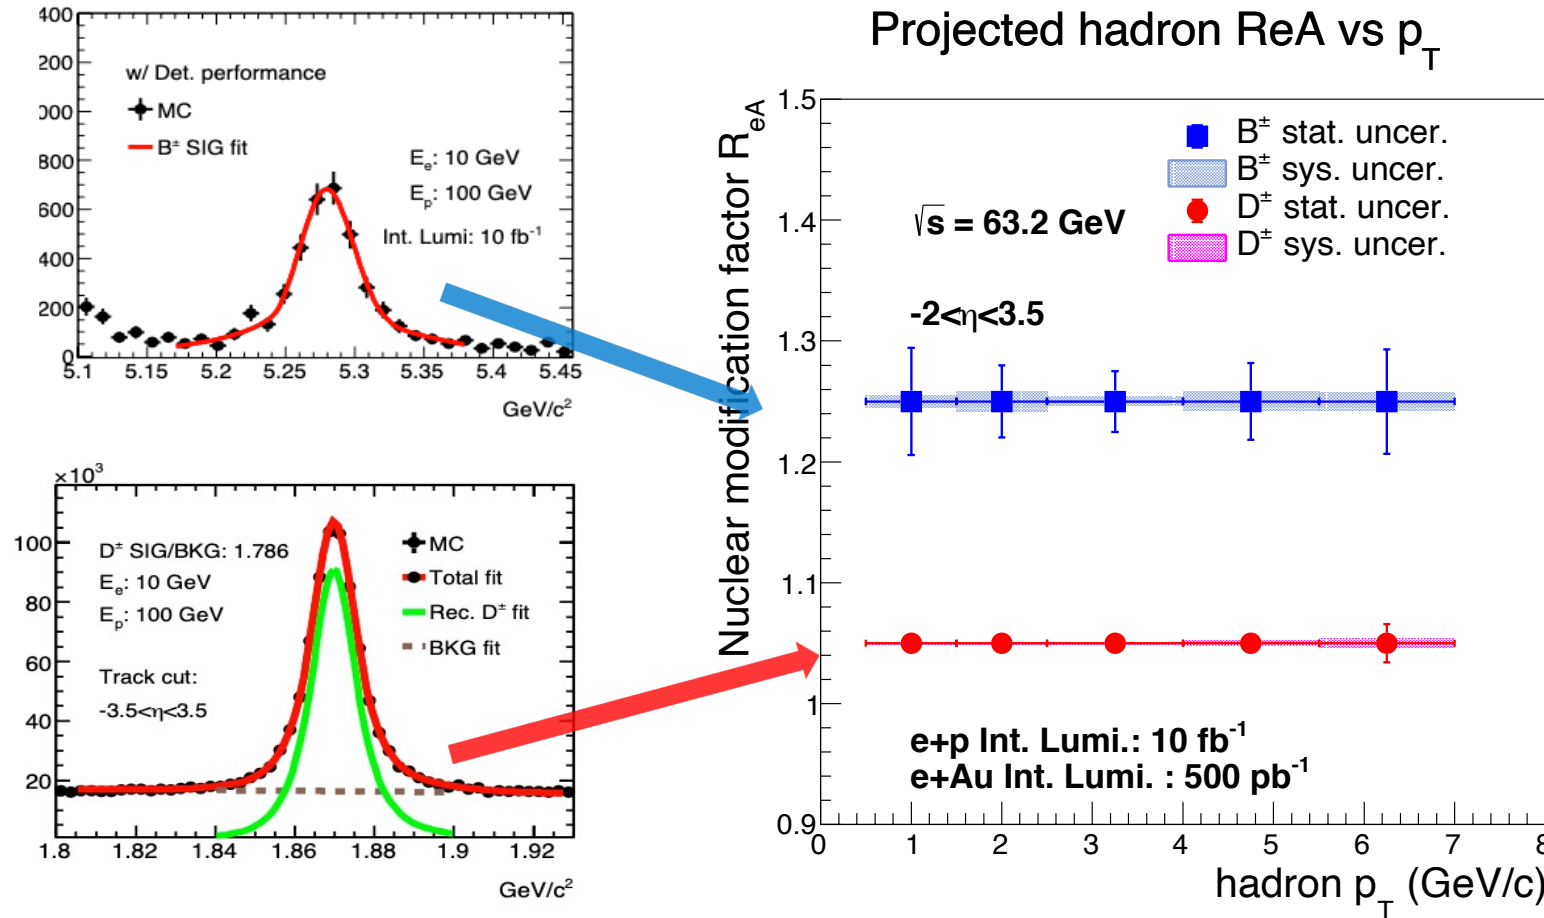 400
200
000
800
600
400
200
0
w/ Det. performance
MC
B± SIG fit
Eₑ: 10 GeV
Eₚ: 100 GeV
Int. Lumi: 10 fb⁻¹
5.1 5.15 5.2 5.25 5.3 5.35 5.4 5.45
GeV/c²
×10³
100
80
60
40
20
D± SIG/BKG: 1.786
Eₑ: 10 GeV
Eₚ: 100 GeV
Track cut:
-3.5<η<3.5
MC
Total fit
Rec. D± fit
BKG fit
1.8 1.82 1.84 1.86 1.88 1.9 1.92
GeV/c²
Projected hadron ReA vs p_T
Nuclear modification factor R_eA
1.5
1.4
1.3
1.2
1.1
1
0.9
B± stat. uncer.
B± sys. uncer.
D± stat. uncer.
D± sys. uncer.
√s = 63.2 GeV
-2<η<3.5
e+p Int. Lumi.: 10 fb⁻¹
e+Au Int. Lumi. : 500 pb⁻¹
0 1 2 3 4 5 6 7 8
hadron p_T (GeV/c)